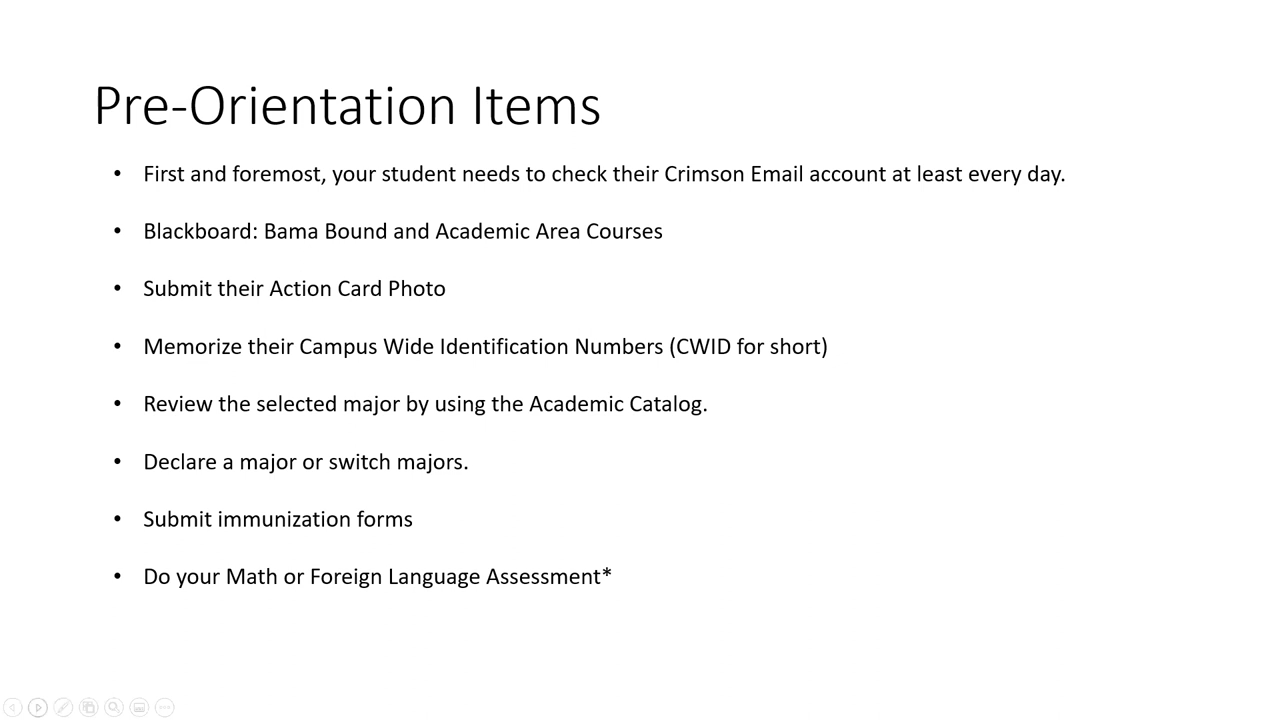 Pre-Orientation Items
• First and foremost, your student needs to check their Crimson Email account at least every day.
• Blackboard: Bama Bound and Academic Area Courses
• Submit their Action Card Photo
• Memorize their Campus Wide Identification Numbers (CWID for short)
• Review the selected major by using the Academic Catalog.
• Declare a major or switch majors.
• Submit immunization forms
• Do your Math or Foreign Language Assessment*